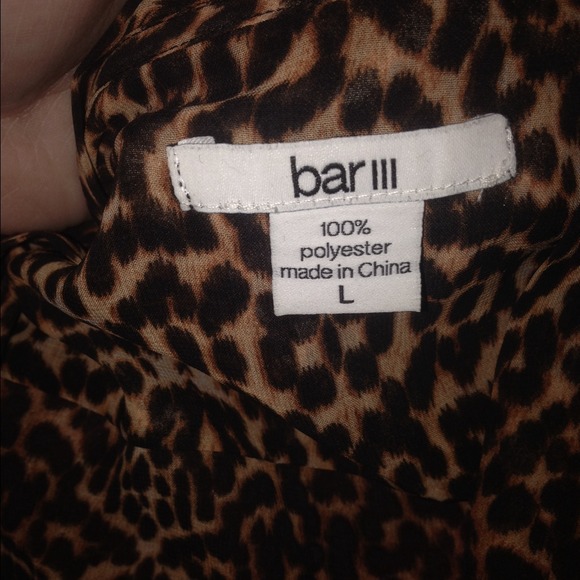 bar III
100%
polyester
made in China
L